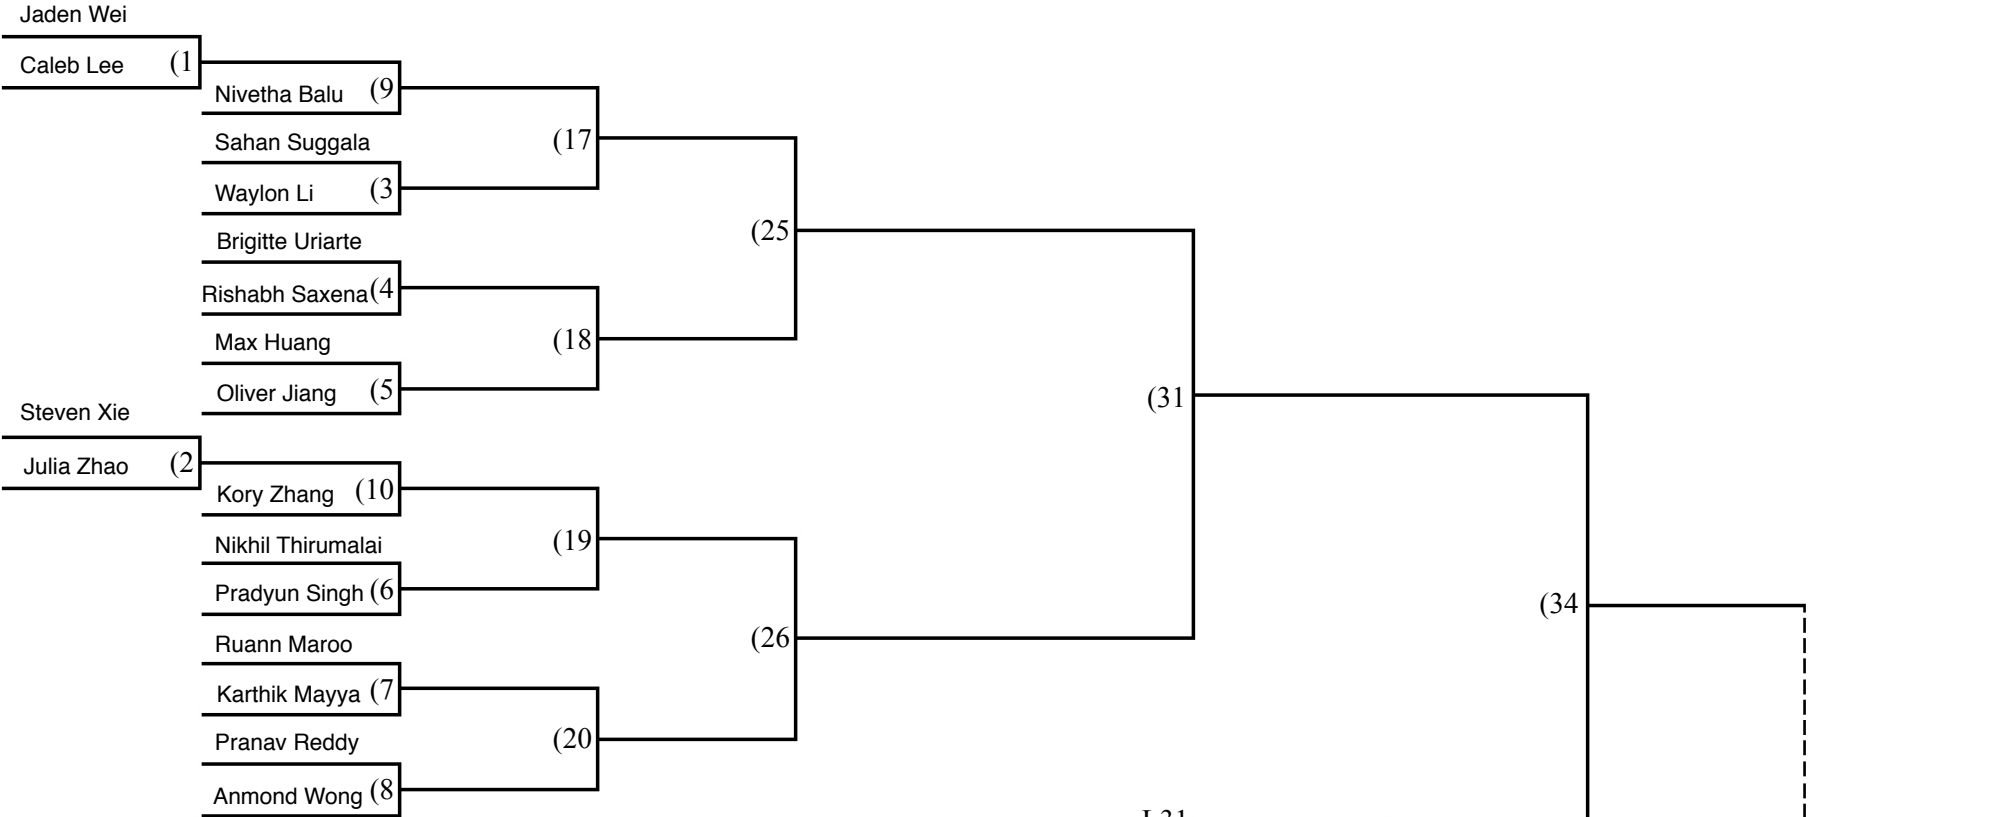 Jaden Wei
Caleb Lee (1
Nivetha Balu (9
Sahan Suggala
(17
Waylon Li (3
Brigitte Uriarte
(25
Rishabh Saxena (4
Max Huang
(18
Oliver Jiang (5
(31
Steven Xie
Julia Zhao (2
Kory Zhang (10
Nikhil Thirumalai
(19
Pradyun Singh (6
(34
Ruann Maroo
(26
Karthik Mayya (7
Pranav Reddy
(20
Anmond Wong (8